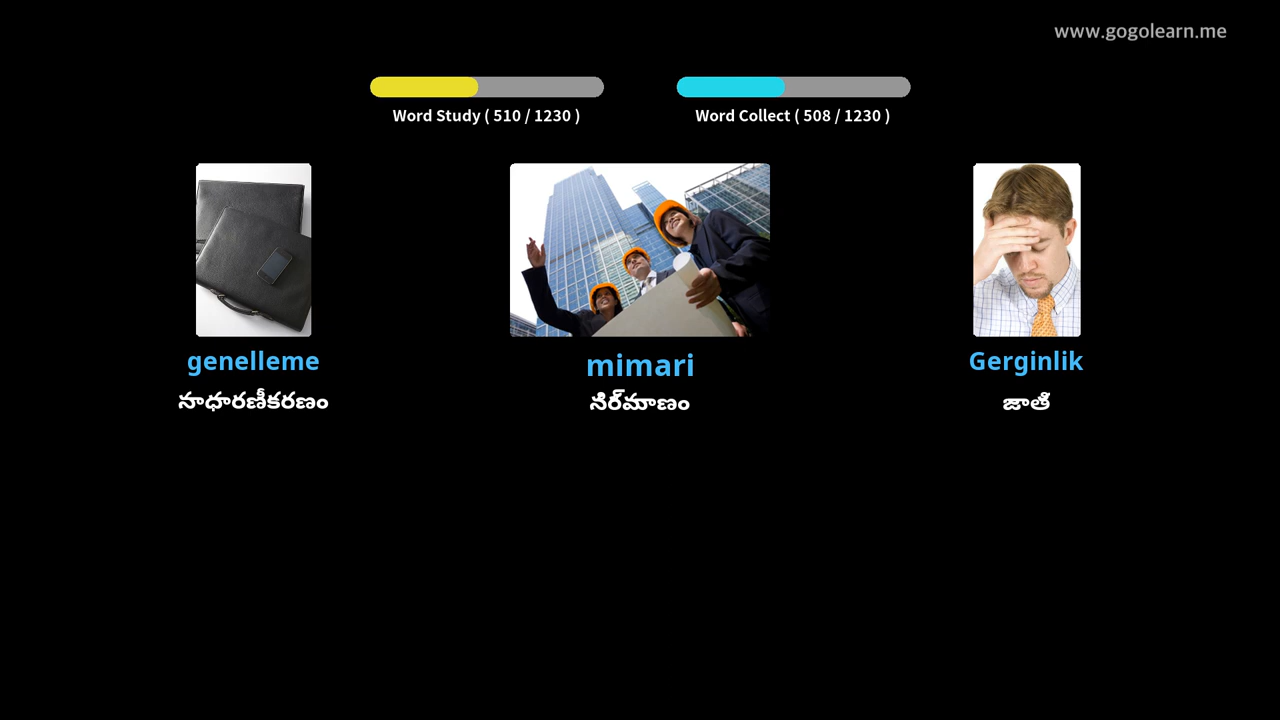 www.gogolearn.me
Word Study ( 510 / 1230 )
Word Collect ( 508 / 1230 )
genelleme
mimari
Gerginlik
నాధారణీకరణం
నిర్మాణం
జాతి